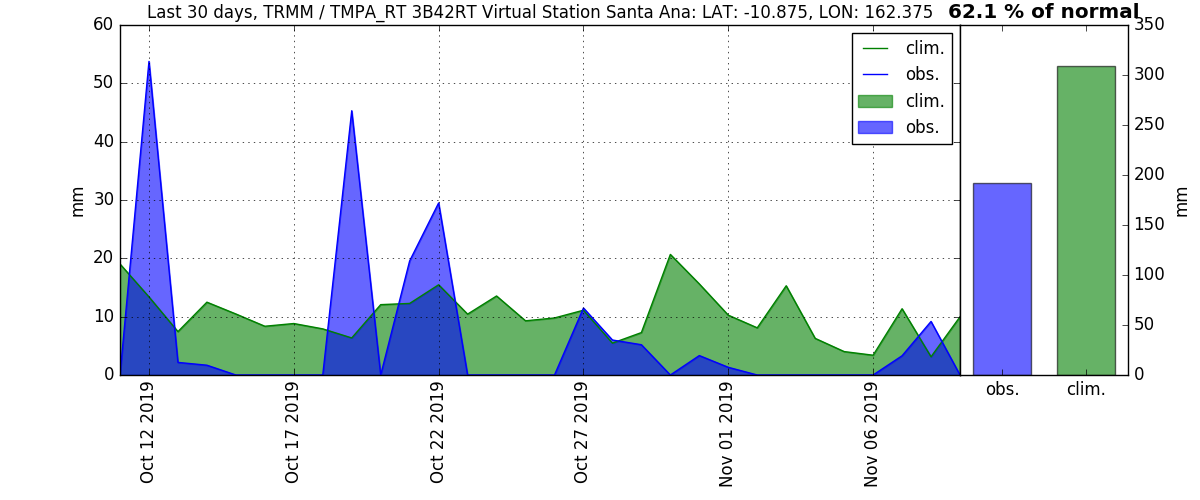 Last 30 days, TRMM / TMPA_RT 3B42RT Virtual Station Santa Ana: LAT: -10.875, LON: 162.375
62.1 % of normal
60
50
40
30
20
10
0
mm
clim.
obs.
clim.
obs.
Oct 12 2019
Oct 17 2019
Oct 22 2019
Oct 27 2019
Nov 01 2019
Nov 06 2019
350
300
250
200
150
100
50
0
mm
obs.
clim.